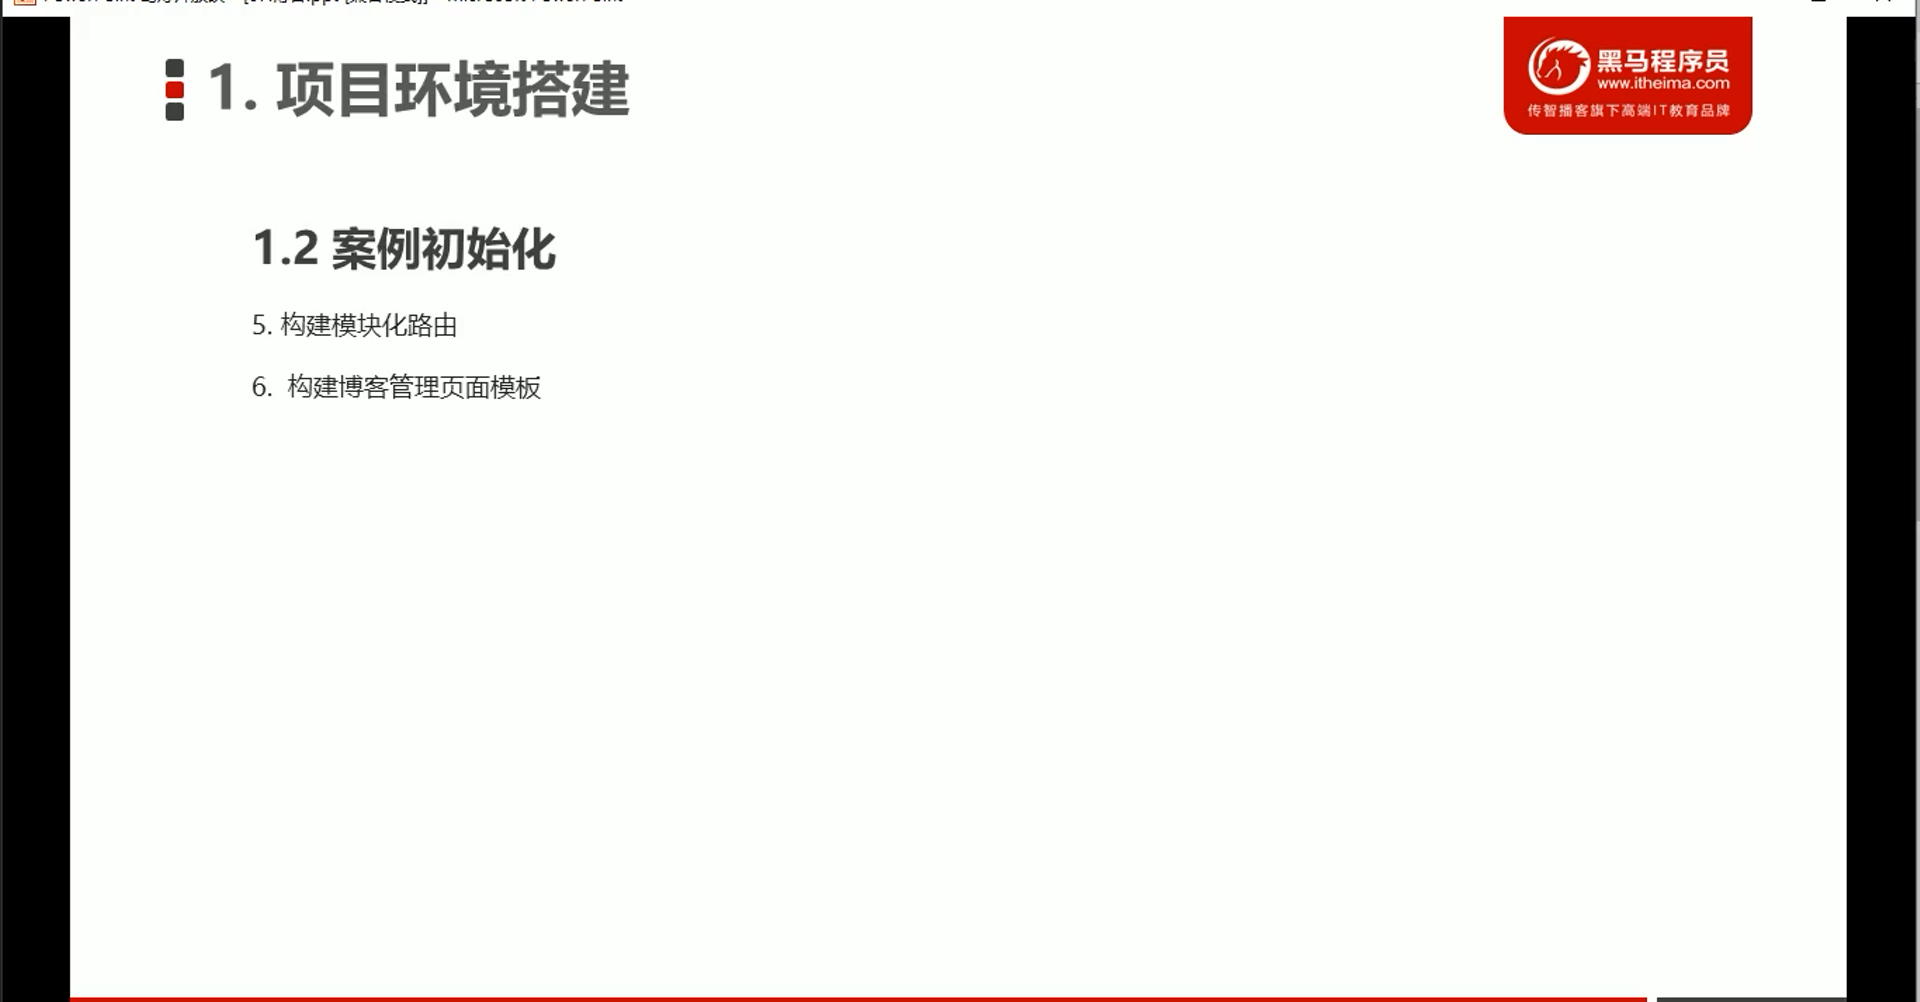 1. 项目环境搭建
黑马程序员
www.itheima.com
传智播客旗下高端IT教育品牌
1.2 案例初始化
5. 构建模块化路由
6. 构建博客管理页面模板